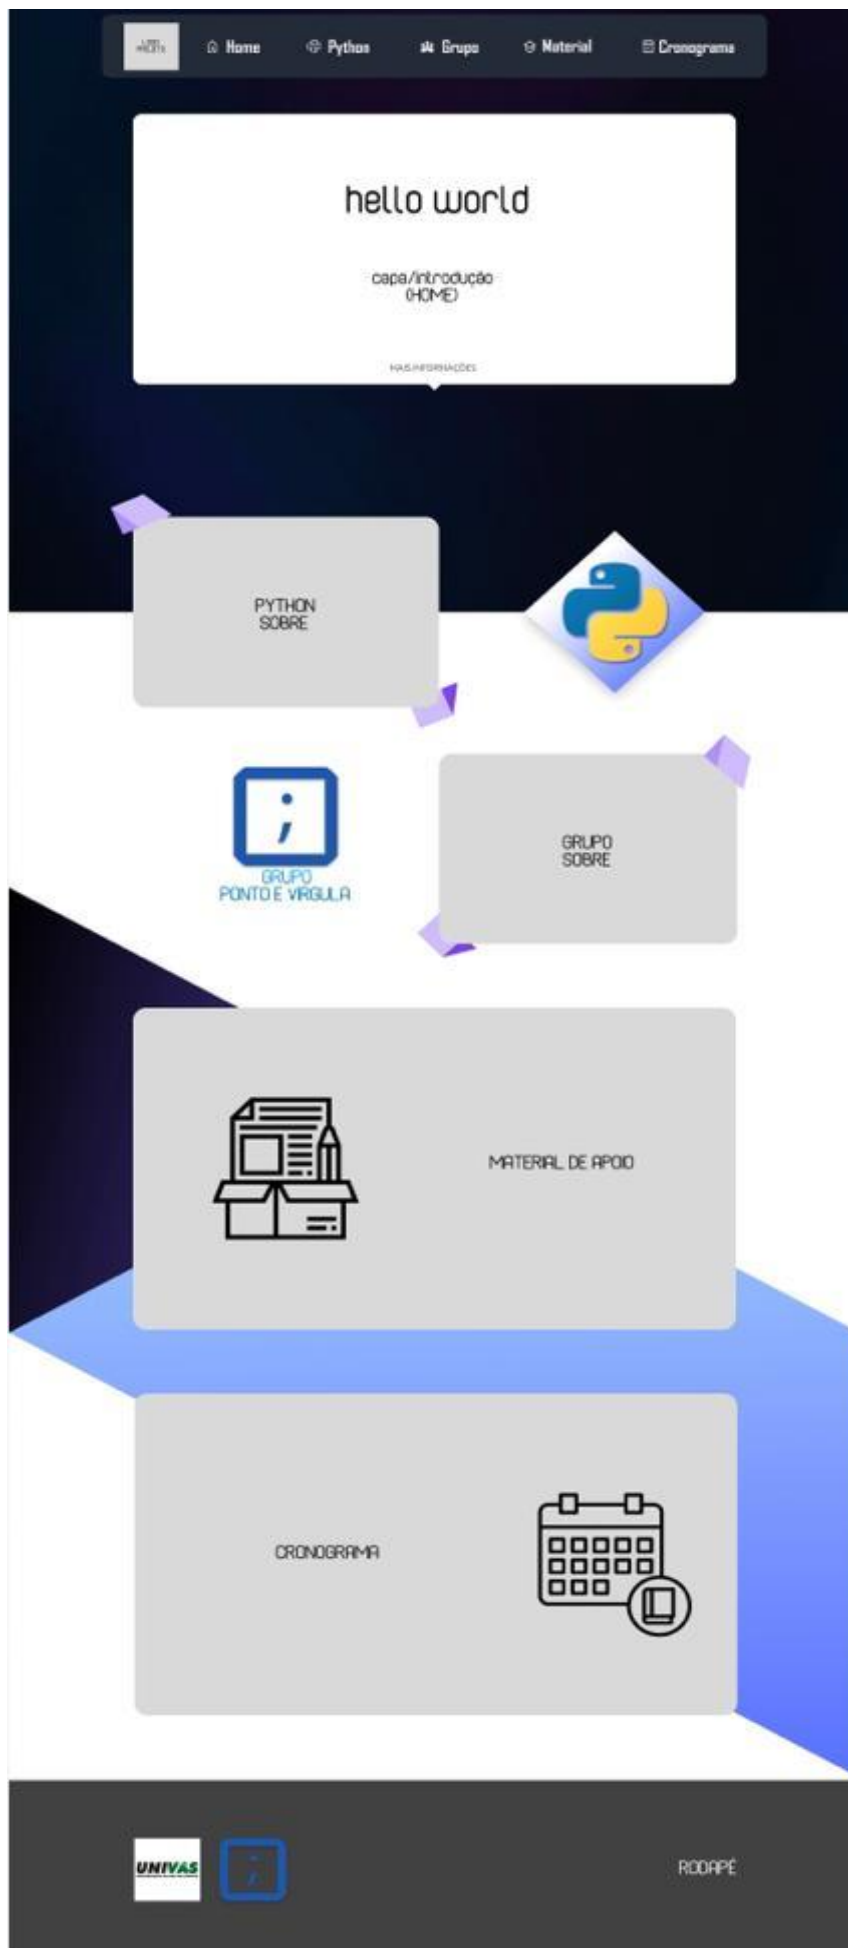 Home
Python
Grupo
Material
Cronograma
hello world
capa/introdução
(HOME)
MAIS INFORMAÇÕES
PYTHON
SOBRE
;
GRUPO
PONTO E VIRGULA
GRUPO
SOBRE
MATERIAL DE APOIO
CRONOGRAMA
UNIVAS
;
RODAPÉ